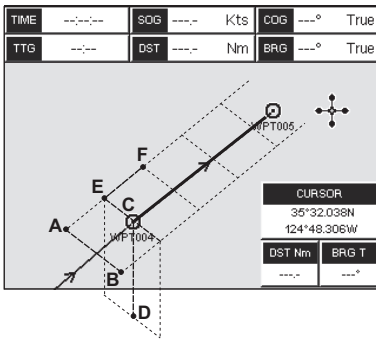 TIME --:--:-- SOG ---.- Kts COG ---° True
TTG --:-- DST ---.- Nm BRG ---° True
F
WPT005
E
C
A
WPT004
B
D
CURSOR
35°32.038N
124°48.306W
DST Nm BRG T
---.- ---°